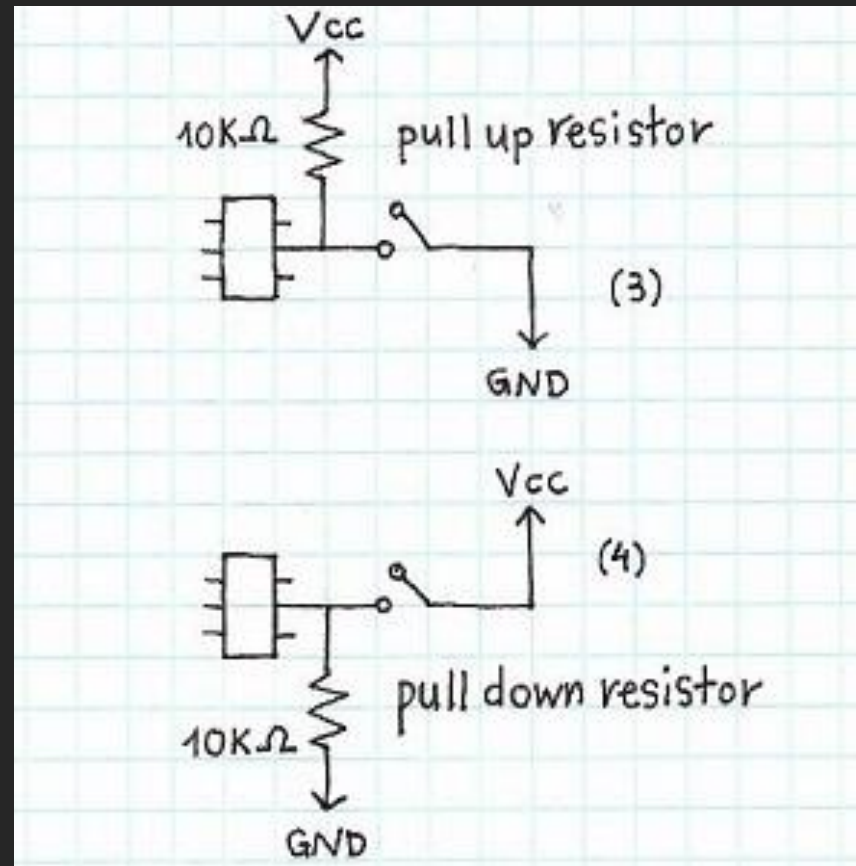 Vcc
10KΩ
pull up resistor
(3)
GND
Vcc
(4)
pull down resistor
10KΩ
GND